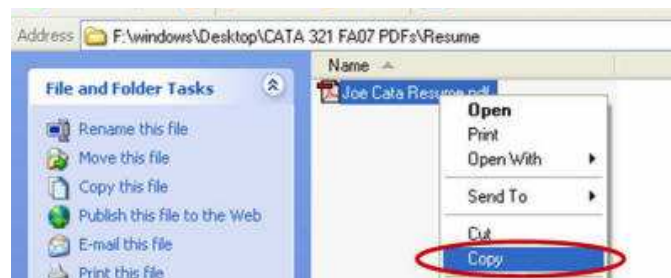 Address F:\windows\Desktop\CATA 321 FA07 PDFs\Resume
Name
File and Folder Tasks
Joe Cata Resume.pdf
Rename this file
Move this file
Copy this file
Publish this file to the Web
E-mail this file
Print this file
Open
Print
Open With
Send To
Cut
Copy